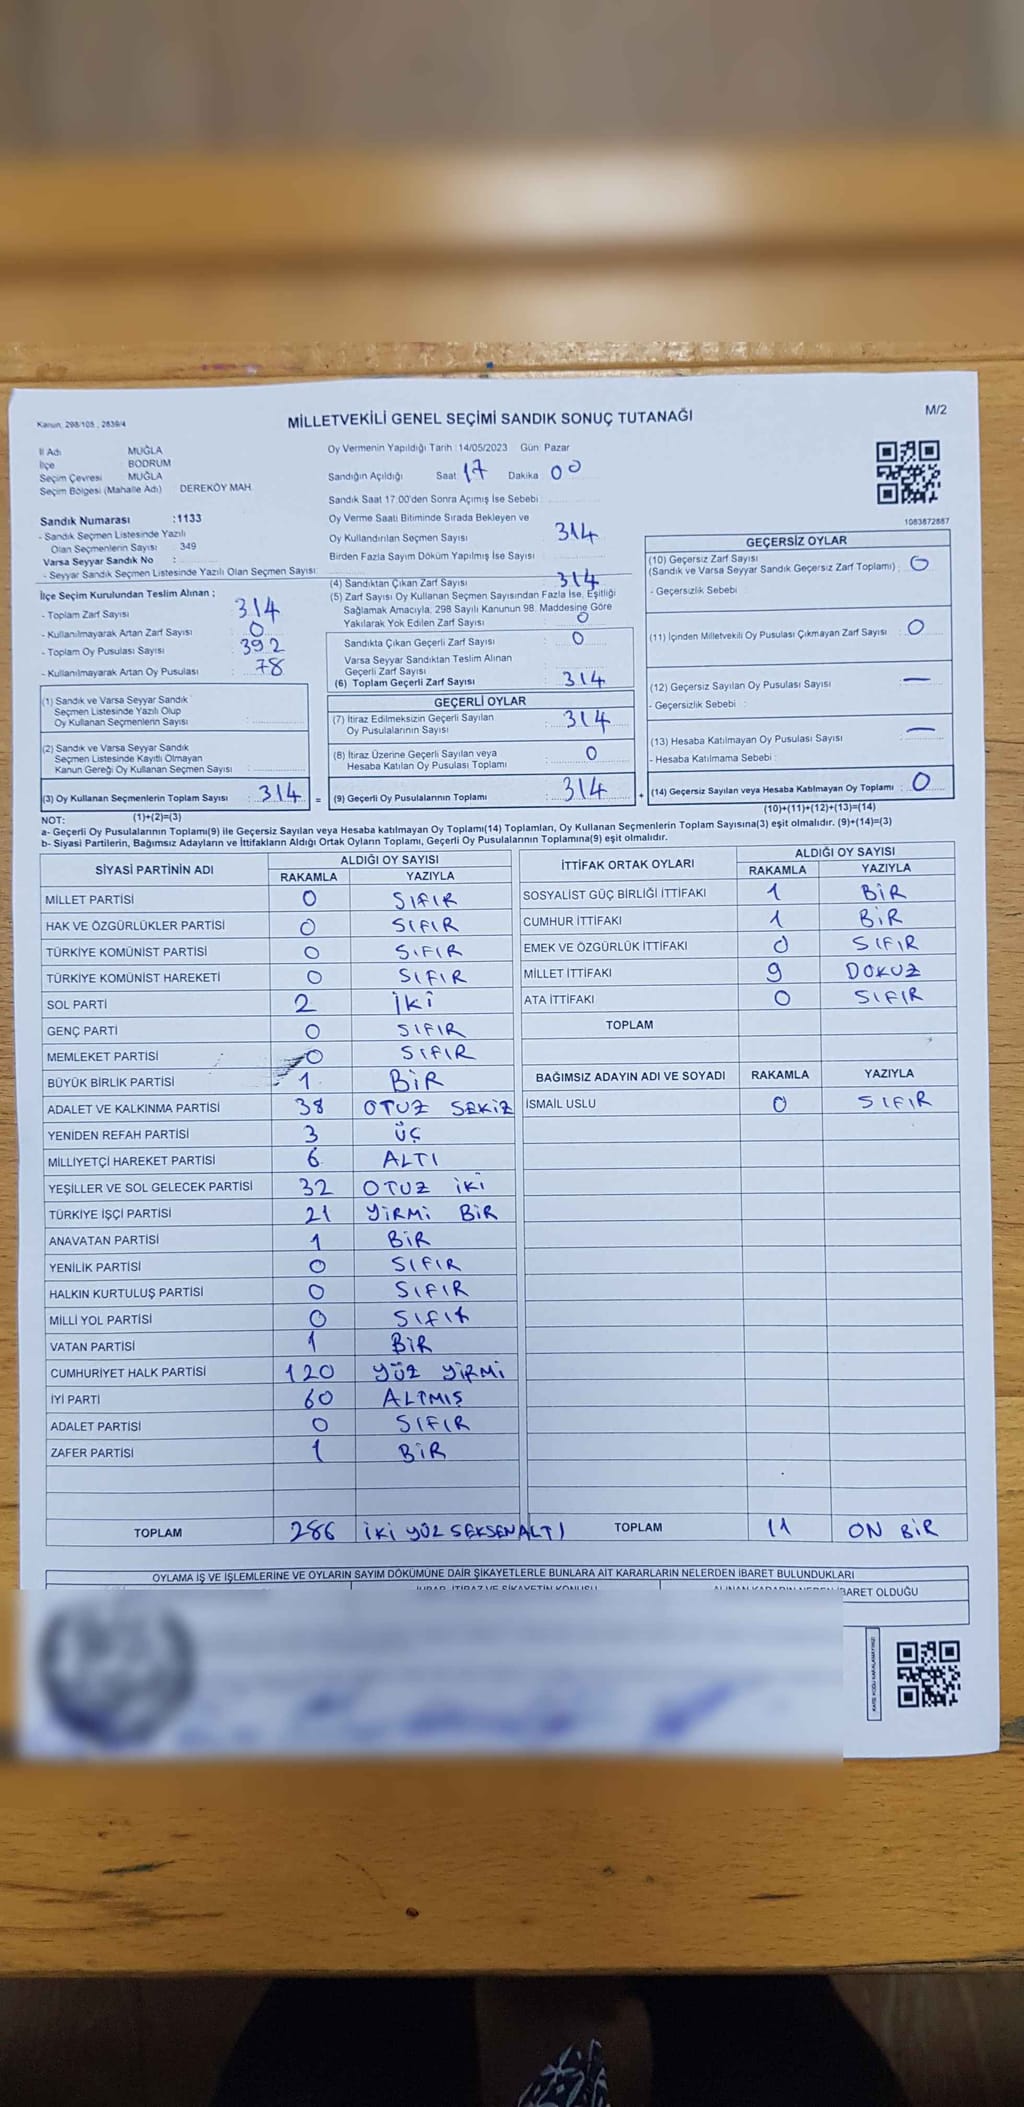 Kanun, 298/105 , 2839/4
MİLLETVEKİLİ GENEL SEÇİMİ SANDIK SONUÇ TUTANAĞI
M/2
İl Adı MUĞLA
İlçe BODRUM
Seçim Çevresi MUĞLA
Seçim Bölgesi (Mahalle Adı) DEREKÖY MAH.
Sandık Numarası :1133
- Sandık Seçmen Listesinde Yazılı
Olan Seçmenlerin Sayısı : 349
Varsa Seyyar Sandık No :
- Seyyar Sandık Seçmen Listesinde Yazılı Olan Seçmen Sayısı:
İlçe Seçim Kurulundan Teslim Alınan ;
- Toplam Zarf Sayısı 314
- Kullanılmayarak Artan Zarf Sayısı 0
- Toplam Oy Pusulası Sayısı 392
- Kullanılmayarak Artan Oy Pusulası : 78
(1) Sandık ve Varsa Seyyar Sandık
Seçmen Listesinde Yazılı Olup
Oy Kullanan Seçmenlerin Sayısı
(2) Sandık ve Varsa Seyyar Sandık
Seçmen Listesinde Kayıtlı Olmayan
Kanun Gereği Oy Kullanan Seçmen Sayısı :
(3) Oy Kullanan Seçmenlerin Toplam Sayısı : 314 =
Oy Vermenin Yapıldığı Tarih :14/05/2023 Gün: Pazar
Sandığın Açıldığı Saat 17 Dakika 00
Sandık Saat 17.00'den Sonra Açımış İse Sebebi :
Oy Verme Saati Bitiminde Sırada Bekleyen ve
Oy Kullandırılan Seçmen Sayısı 314
Birden Fazla Sayım Döküm Yapılmış İse Sayısı
(4) Sandıktan Çıkan Zarf Sayısı 314
(5) Zarf Sayısı Oy Kullanan Seçmen Sayısından Fazla İse, Eşitliği
Sağlamak Amacıyla, 298 Sayılı Kanunun 98. Maddesine Göre
Yakılarak Yok Edilen Zarf Sayısı : 0
Sandıkta Çıkan Geçerli Zarf Sayısı 0
Varsa Seyyar Sandıktan Teslim Alınan
Geçerli Zarf Sayısı
(6) Toplam Geçerli Zarf Sayısı 314
GEÇERLİ OYLAR
(7) İtiraz Edilmeksizin Geçerli Sayılan
Oy Pusulalarının Sayısı : 314
(8) İtiraz Üzerine Geçerli Sayılan veya
Hesaba Katılan Oy Pusulası Toplamı : 0
(9) Geçerli Oy Pusulalarının Toplamı : 314 +
1083872887
GEÇERSİZ OYLAR
(10) Geçersiz Zarf Sayısı
(Sandık ve Varsa Seyyar Sandık Geçersiz Zarf Toplamı) : 0
- Geçersizlik Sebebi :
(11) İçinden Milletvekili Oy Pusulası Çıkmayan Zarf Sayısı : 0
(12) Geçersiz Sayılan Oy Pusulası Sayısı : —
- Geçersizlik Sebebi :
(13) Hesaba Katılmayan Oy Pusulası Sayısı : —
- Hesaba Katılmama Sebebi :
(14) Geçersiz Sayılan veya Hesaba Katılmayan Oy Toplamı : 0
NOT: (1)+(2)=(3)
(10)+(11)+(12)+(13)=(14)
a- Geçerli Oy Pusulalarının Toplamı(9) ile Geçersiz Sayılan veya Hesaba katılmayan Oy Toplamı(14) Toplamları, Oy Kullanan Seçmenlerin Toplam Sayısına(3) eşit olmalıdır. (9)+(14)=(3)
b- Siyasi Partilerin, Bağımsız Adayların ve İttifakların Aldığı Ortak Oyların Toplamı, Geçerli Oy Pusulalarının Toplamına(9) eşit olmalıdır.
SİYASİ PARTİNİN ADI ALDIĞI OY SAYISI
RAKAMLA YAZIYLA
MİLLET PARTİSİ 0 SIFIR
HAK VE ÖZGÜRLÜKLER PARTİSİ 0 SIFIR
TÜRKİYE KOMÜNİST PARTİSİ 0 SIFIR
TÜRKİYE KOMÜNİST HAREKETİ 0 SIFIR
SOL PARTİ 2 İKİ
GENÇ PARTİ 0 SIFIR
MEMLEKET PARTİSİ 0 SIFIR
BÜYÜK BİRLİK PARTİSİ 1 BİR
ADALET VE KALKINMA PARTİSİ 38 OTUZ SEKİZ
YENİDEN REFAH PARTİSİ 3 ÜÇ
MİLLİYETÇİ HAREKET PARTİSİ 6 ALTI
YEŞİLLER VE SOL GELECEK PARTİSİ 32 OTUZ İKİ
TÜRKİYE İŞÇİ PARTİSİ 21 YİRMİ BİR
ANAVATAN PARTİSİ 1 BİR
YENİLİK PARTİSİ 0 SIFIR
HALKIN KURTULUŞ PARTİSİ 0 SIFIR
MİLLİ YOL PARTİSİ 0 SIFIR
VATAN PARTİSİ 1 BİR
CUMHURİYET HALK PARTİSİ 120 YÜZ YİRMİ
İYİ PARTİ 60 ALTMIŞ
ADALET PARTİSİ 0 SIFIR
ZAFER PARTİSİ 1 BİR
TOPLAM 286 İKİ YÜZ SEKSEN ALTI
İTTİFAK ORTAK OYLARI ALDIĞI OY SAYISI
RAKAMLA YAZIYLA
SOSYALİST GÜÇ BİRLİĞİ İTTİFAKI 1 BİR
CUMHUR İTTİFAKI 1 BİR
EMEK VE ÖZGÜRLÜK İTTİFAKI 0 SIFIR
MİLLET İTTİFAKI 9 DOKUZ
ATA İTTİFAKI 0 SIFIR
TOPLAM
BAĞIMSIZ ADAYIN ADI VE SOYADI RAKAMLA YAZIYLA
İSMAİL USLU 0 SIFIR
TOPLAM 11 ON BİR
OYLAMA İŞ VE İŞLEMLERİNE VE OYLARIN SAYIM DÖKÜMÜNE DAİR ŞİKAYETLERLE BUNLARA AİT KARARLARIN NELERDEN İBARET BULUNDUKLARI
İBARET OLDUĞU